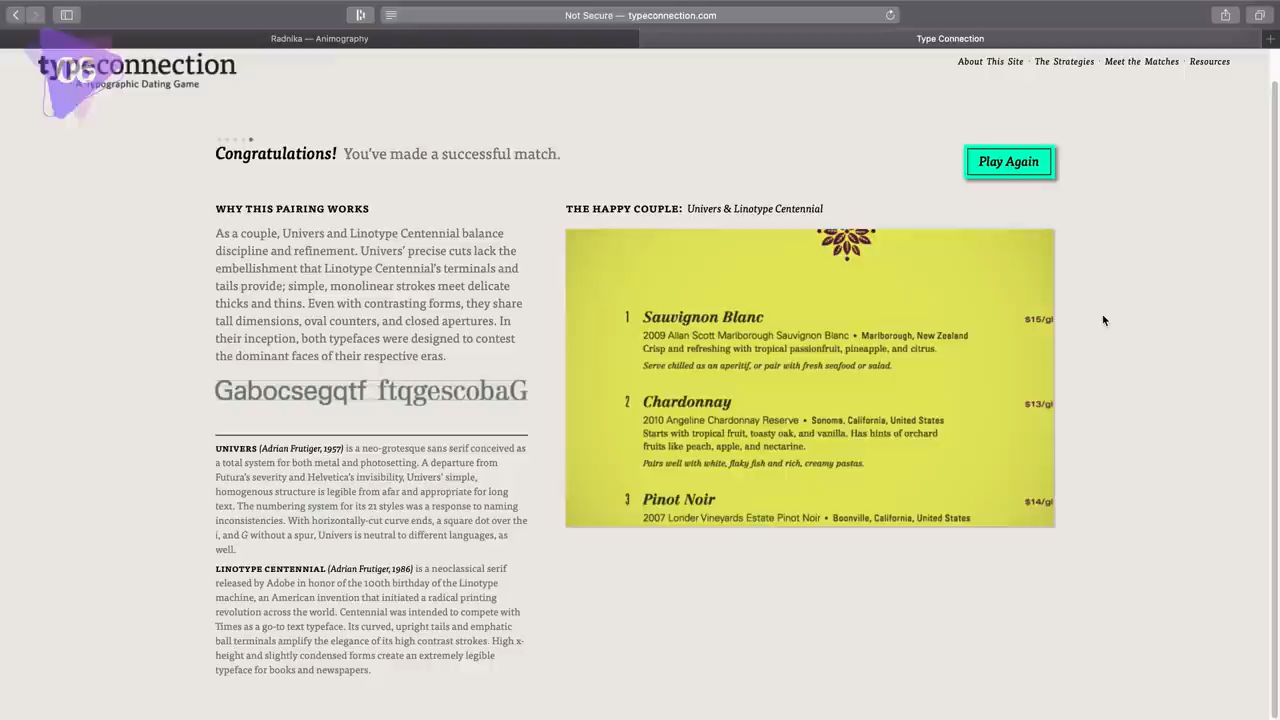 Not Secure — typeconnection.com
Radnika — Animography
Type Connection
typeconnection
06
A Typographic Dating Game
About This Site · The Strategies · Meet the Matches · Resources
Congratulations! You've made a successful match.
Play Again
WHY THIS PAIRING WORKS
As a couple, Univers and Linotype Centennial balance
discipline and refinement. Univers' precise cuts lack the
embellishment that Linotype Centennial's terminals and
tails provide; simple, monolinear strokes meet delicate
thicks and thins. Even with contrasting forms, they share
tall dimensions, oval counters, and closed apertures. In
their inception, both typefaces were designed to contest
the dominant faces of their respective eras.
Gabocsegqtf ftqgescobaG
UNIVERS (Adrian Frutiger, 1957) is a neo-grotesque sans serif conceived as
a total system for both metal and photosetting. A departure from
Futura's severity and Helvetica's invisibility, Univers' simple,
homogenous structure is legible from afar and appropriate for long
text. The numbering system for its 21 styles was a response to naming
inconsistencies. With horizontally-cut curve ends, a square dot over the
i, and G without a spur, Univers is neutral to different languages, as
well.
LINOTYPE CENTENNIAL (Adrian Frutiger, 1986) is a neoclassical serif
released by Adobe in honor of the 100th birthday of the Linotype
machine, an American invention that initiated a radical printing
revolution across the world. Centennial was intended to compete with
Times as a go-to text typeface. Its curved, upright tails and emphatic
ball terminals amplify the elegance of its high contrast strokes. High x-
height and slightly condensed forms create an extremely legible
typeface for books and newspapers.
THE HAPPY COUPLE: Univers & Linotype Centennial
1 Sauvignon Blanc $15/gl
2009 Allan Scott Marlborough Sauvignon Blanc • Marlborough, New Zealand
Crisp and refreshing with tropical passionfruit, pineapple, and citrus.
Serve chilled as an aperitif, or pair with fresh seafood or salad.
2 Chardonnay $13/gl
2010 Angeline Chardonnay Reserve • Sonoma, California, United States
Starts with tropical fruit, toasty oak, and vanilla. Has hints of orchard
fruits like peach, apple, and nectarine.
Pairs well with white, flaky fish and rich, creamy pastas.
3 Pinot Noir $14/gl
2007 Londer Vineyards Estate Pinot Noir • Boonville, California, United States